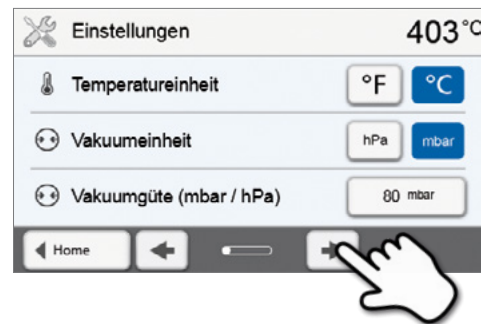 Einstellungen 403°C
Temperatureinheit °F °C
Vakuumeinheit hPa mbar
Vakuumgüte (mbar / hPa) 80 mbar
Home